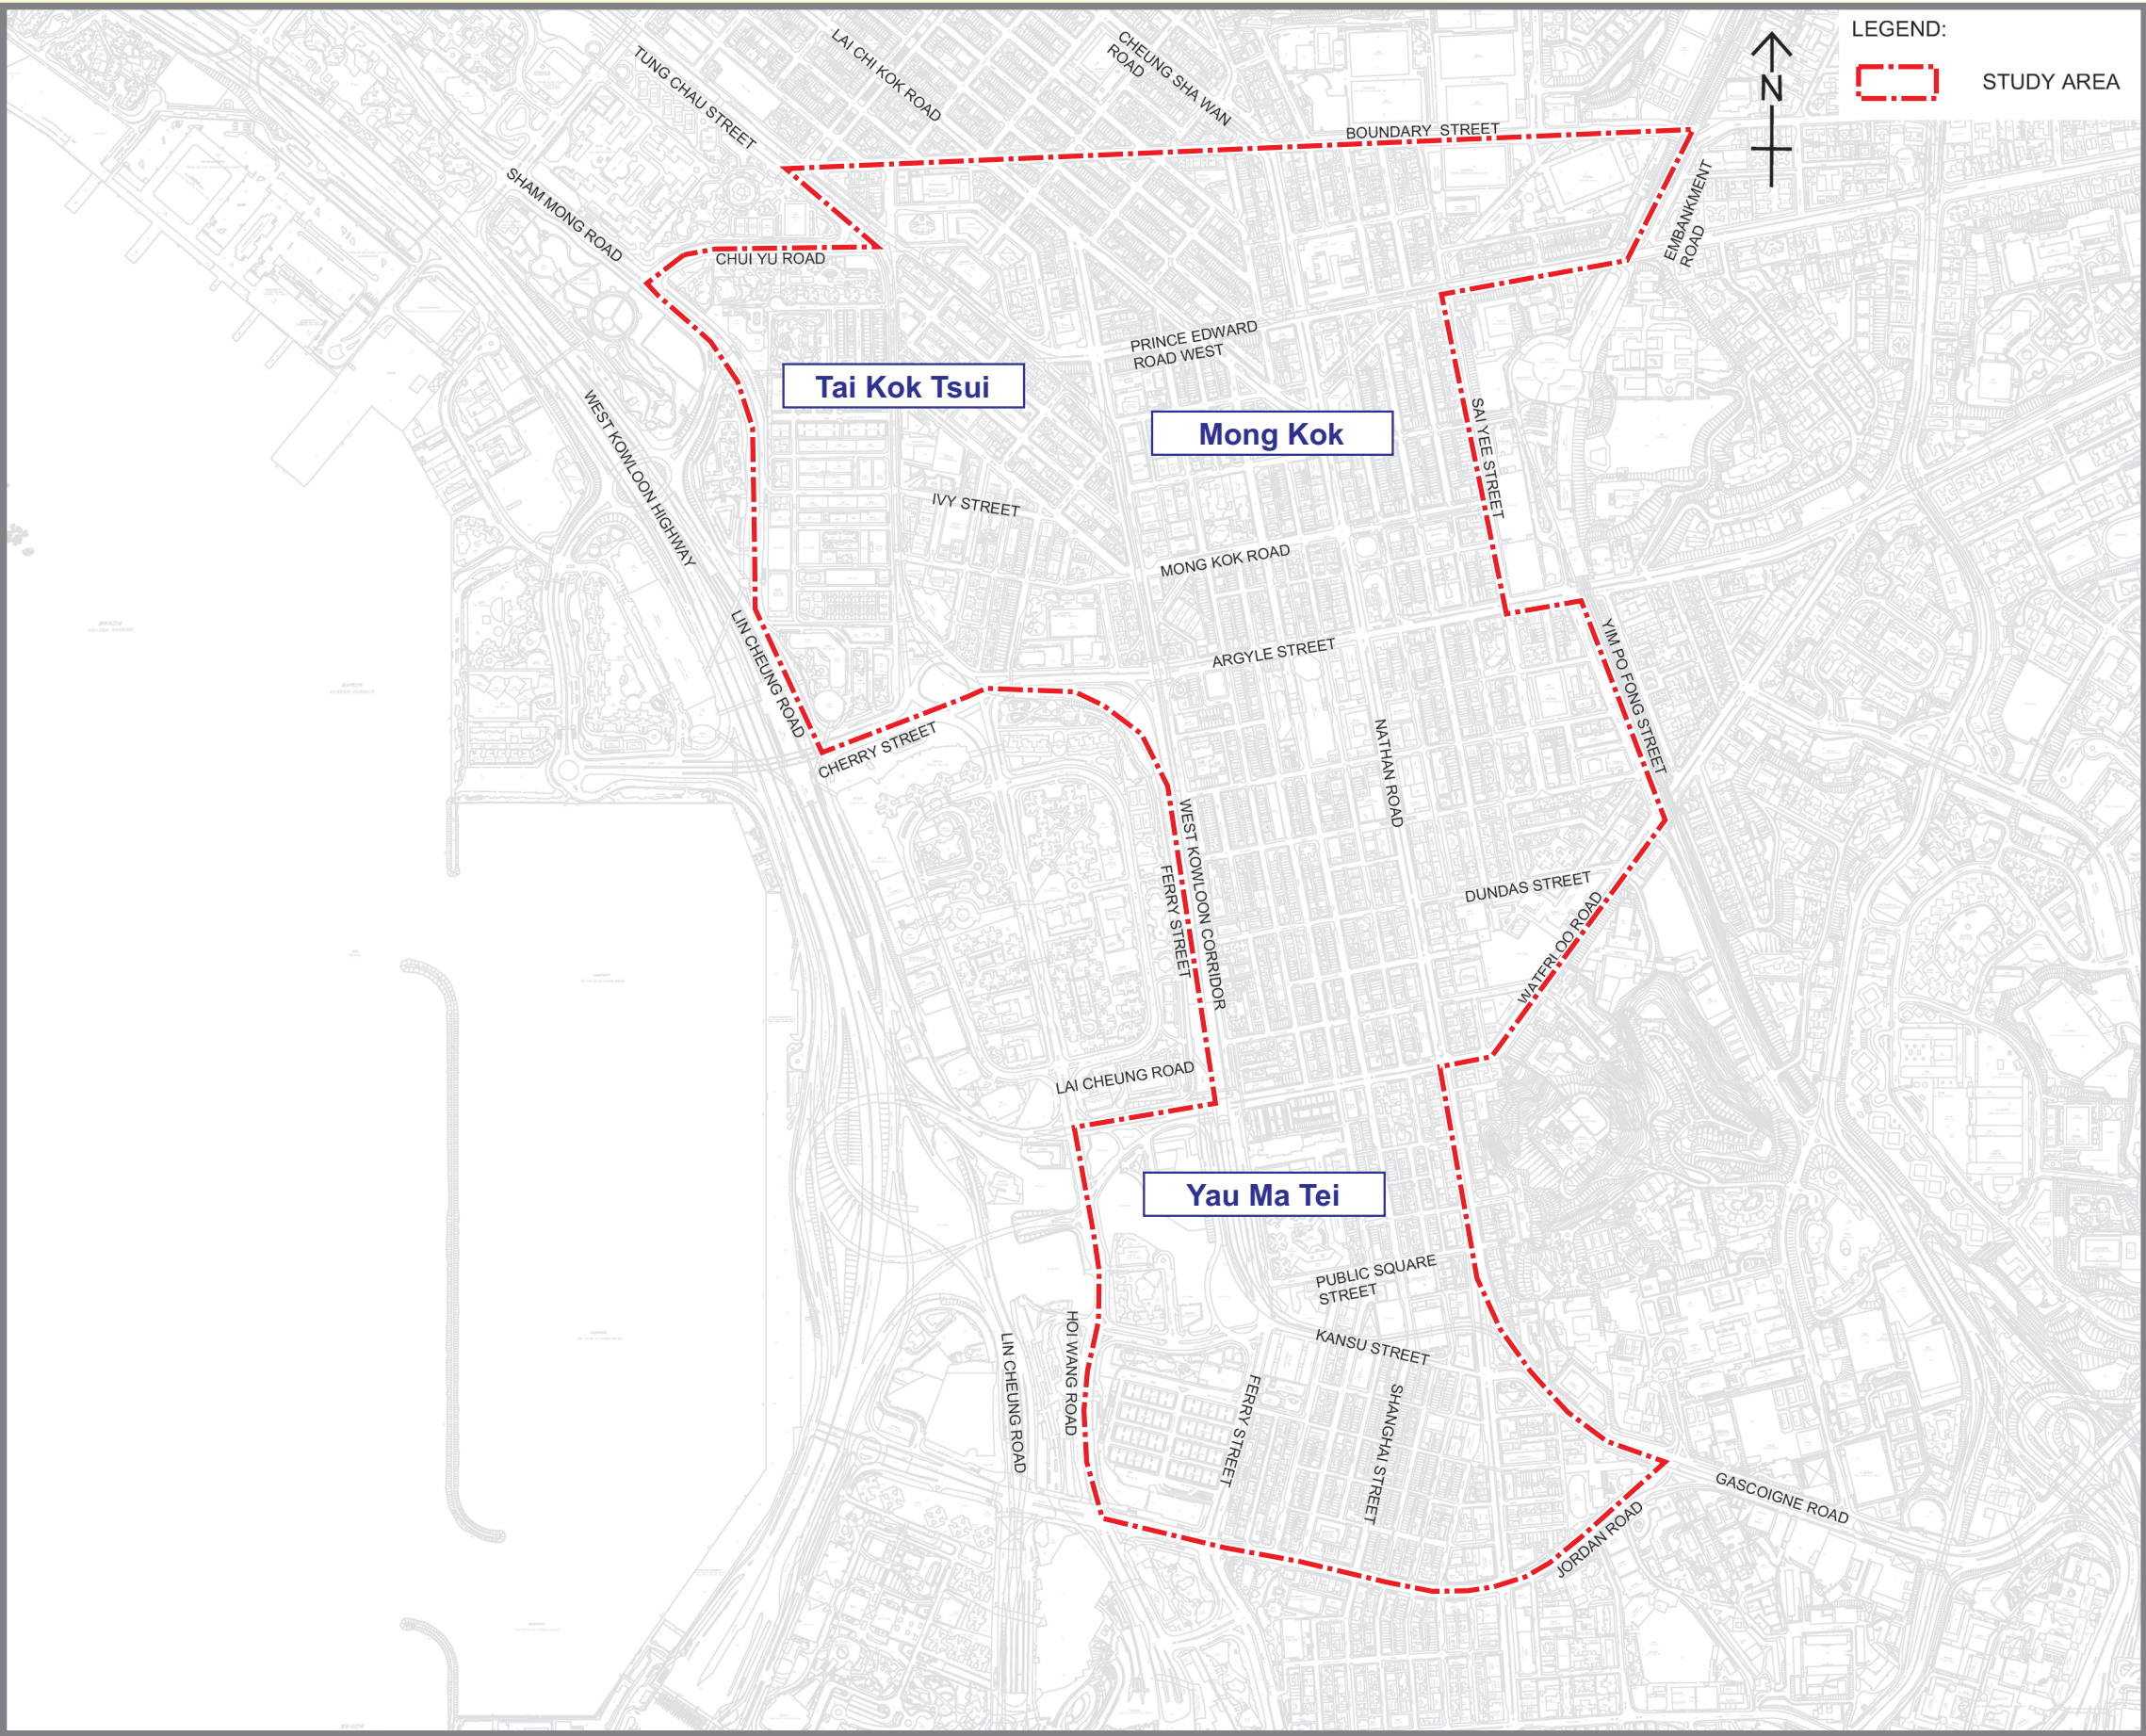 LEGEND:
N
STUDY AREA
LAI CHI KOK ROAD
CHEUNG SHA WAN
ROAD
TUNG CHAU STREET
BOUNDARY STREET
SHAM MONG ROAD
EMBANKMENT
ROAD
CHUI YU ROAD
PRINCE EDWARD
ROAD WEST
Tai Kok Tsui
Mong Kok
WEST KOWLOON HIGHWAY
SAI YEE STREET
IVY STREET
MONG KOK ROAD
LIN CHEUNG ROAD
ARGYLE STREET
YIM PO FONG STREET
CHERRY STREET
NATHAN ROAD
WEST KOWLOON CORRIDOR
FERRY STREET
DUNDAS STREET
WATERLOO ROAD
LAI CHEUNG ROAD
Yau Ma Tei
PUBLIC SQUARE
STREET
KANSU STREET
HOI WANG ROAD
LIN CHEUNG ROAD
FERRY STREET
SHANGHAI STREET
GASCOIGNE ROAD
JORDAN ROAD